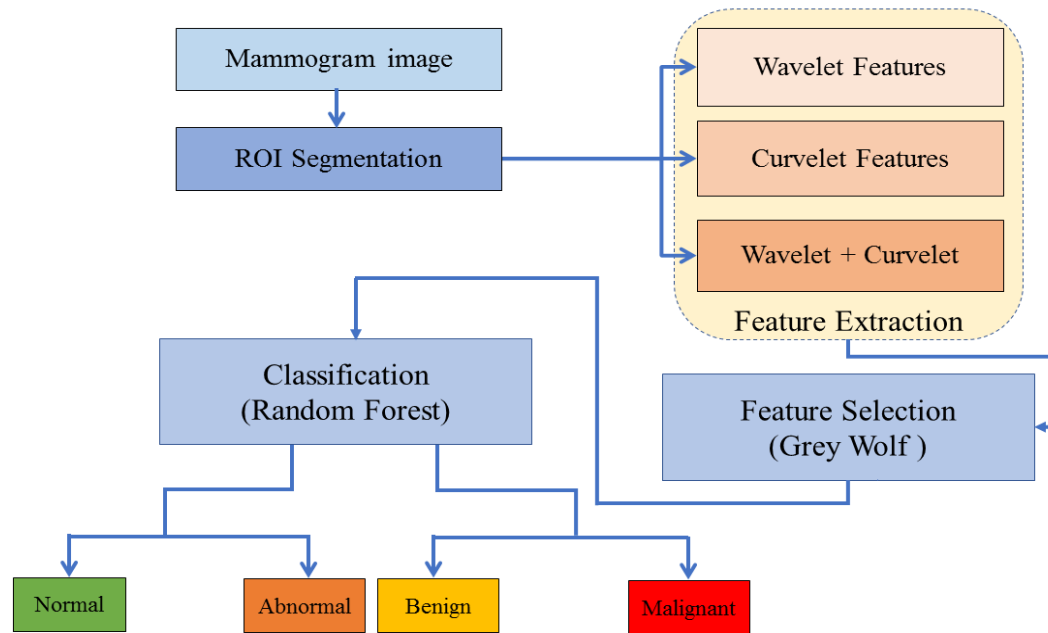 Mammogram image
ROI Segmentation
Wavelet Features
Curvelet Features
Wavelet + Curvelet
Feature Extraction
Classification
(Random Forest)
Feature Selection
(Grey Wolf )
Normal
Abnormal
Benign
Malignant